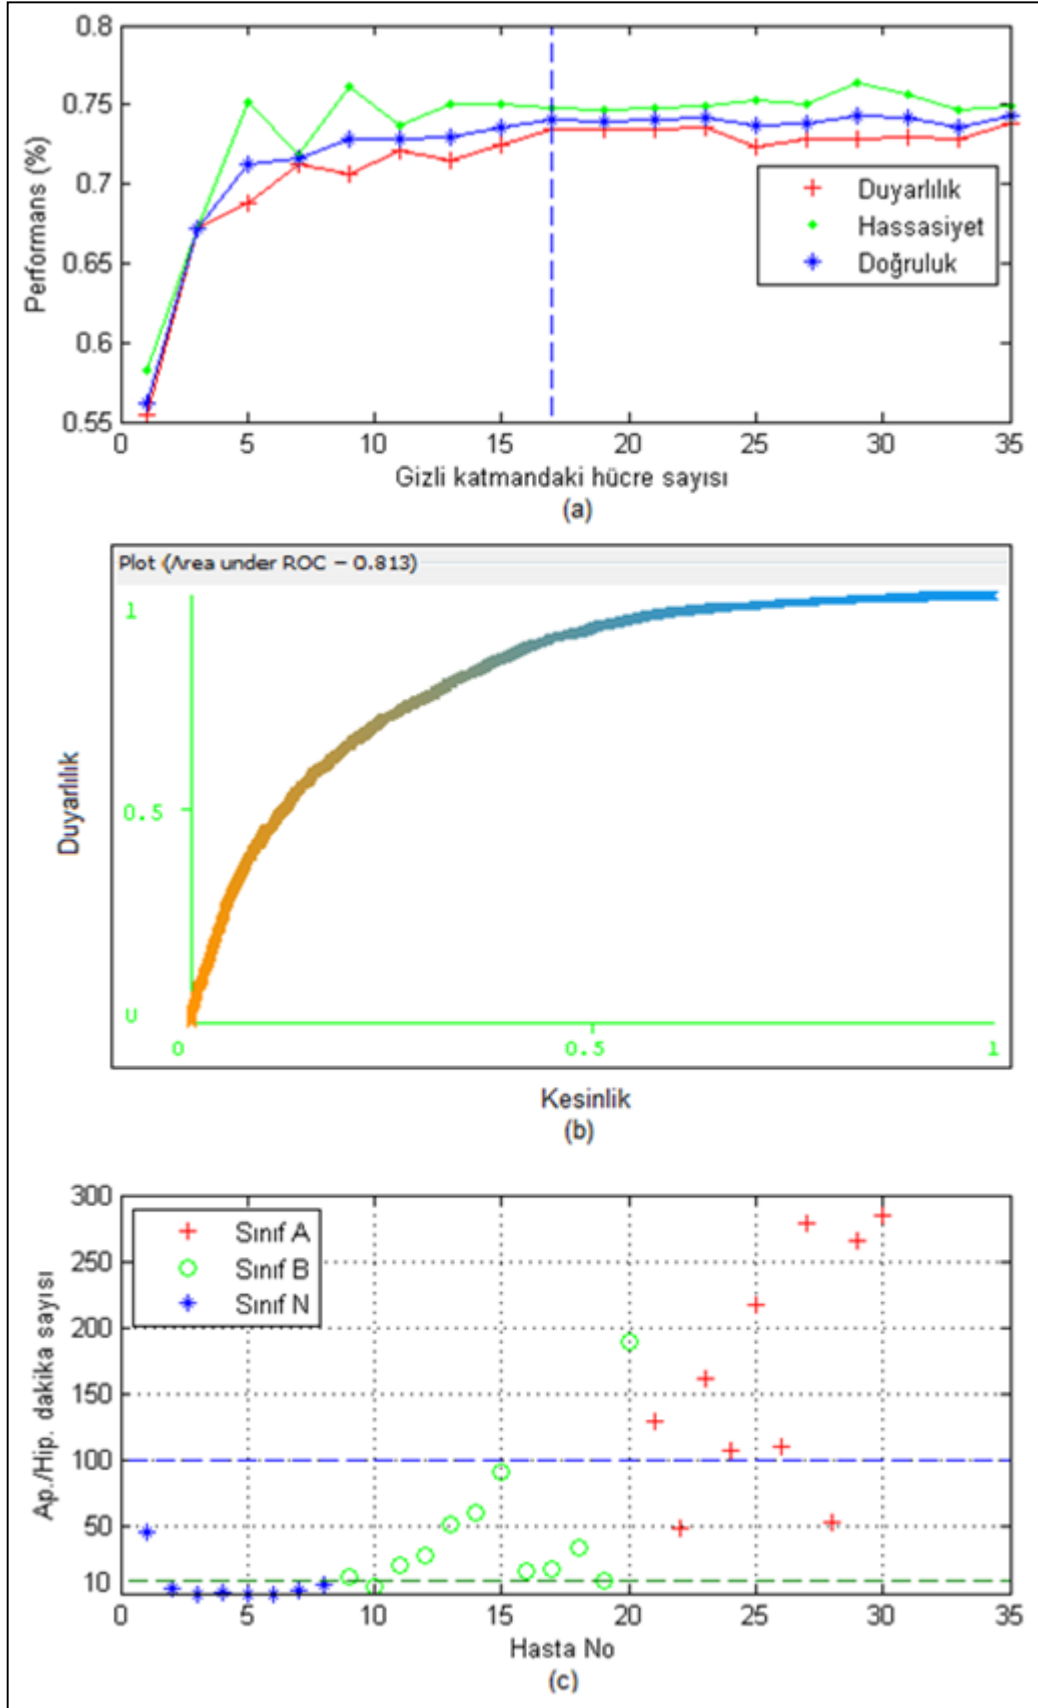 0.8
0.75
0.7
0.65
0.6
0.55
Performans (%)
Duyarlılık
Hassasiyet
Doğruluk
0 5 10 15 20 25 30 35
Gizli katmandaki hücre sayısı
(a)
Plot (Area under ROC - 0.813)
1
0.5
0
Duyarlılık
0 0.5 1
Kesinlik
(b)
300
250
200
150
100
50
10
Ap./Hip. dakika sayısı
Sınıf A
Sınıf B
Sınıf N
0 5 10 15 20 25 30 35
Hasta No
(c)